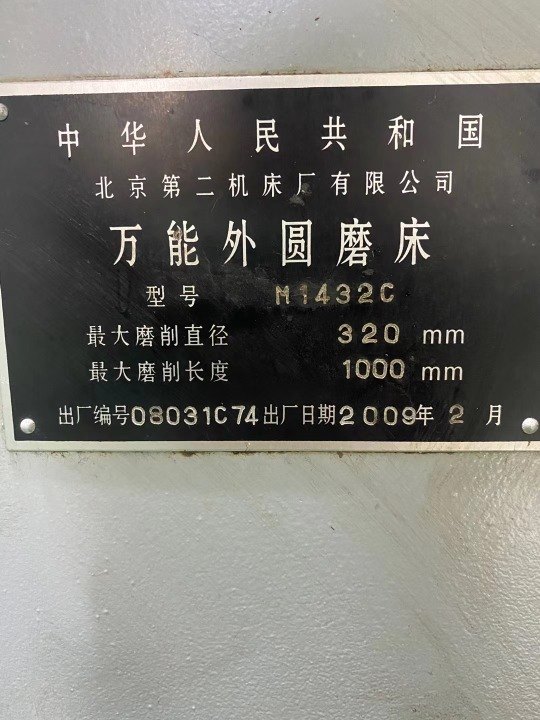 中华人民共和国
北京第二机床厂有限公司
万能外圆磨床
型号 M1432C
最大磨削直径 320 mm
最大磨削长度 1000 mm
出厂编号08031C74出厂日期2009年2月